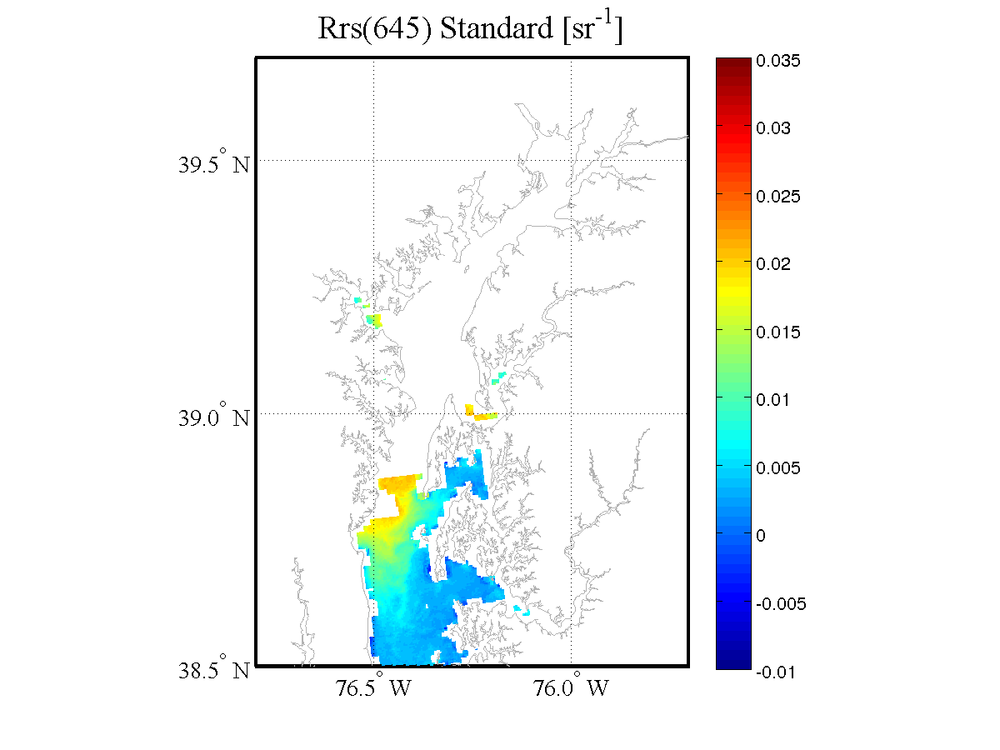 Rrs(645) Standard [sr-1]
0.035
0.03
0.025
0.02
0.015
0.01
0.005
0
-0.005
-0.01
39.5° N
39.0° N
38.5° N
76.5° W
76.0° W